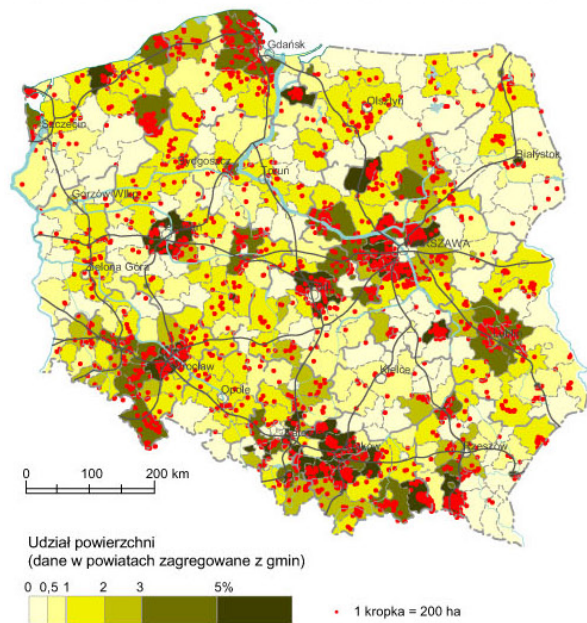 Gdańsk
Olsztyn
Szczecin
Bydgoszcz
Białystok
Toruń
Gorzów Wlkp.
WARSZAWA
Zielona Góra
Wrocław
Kielce
Opole
Rzeszów
0 100 200 km
Udział powierzchni
(dane w powiatach zagregowane z gmin)
0 0,5 1 2 3 5%
1 kropka = 200 ha